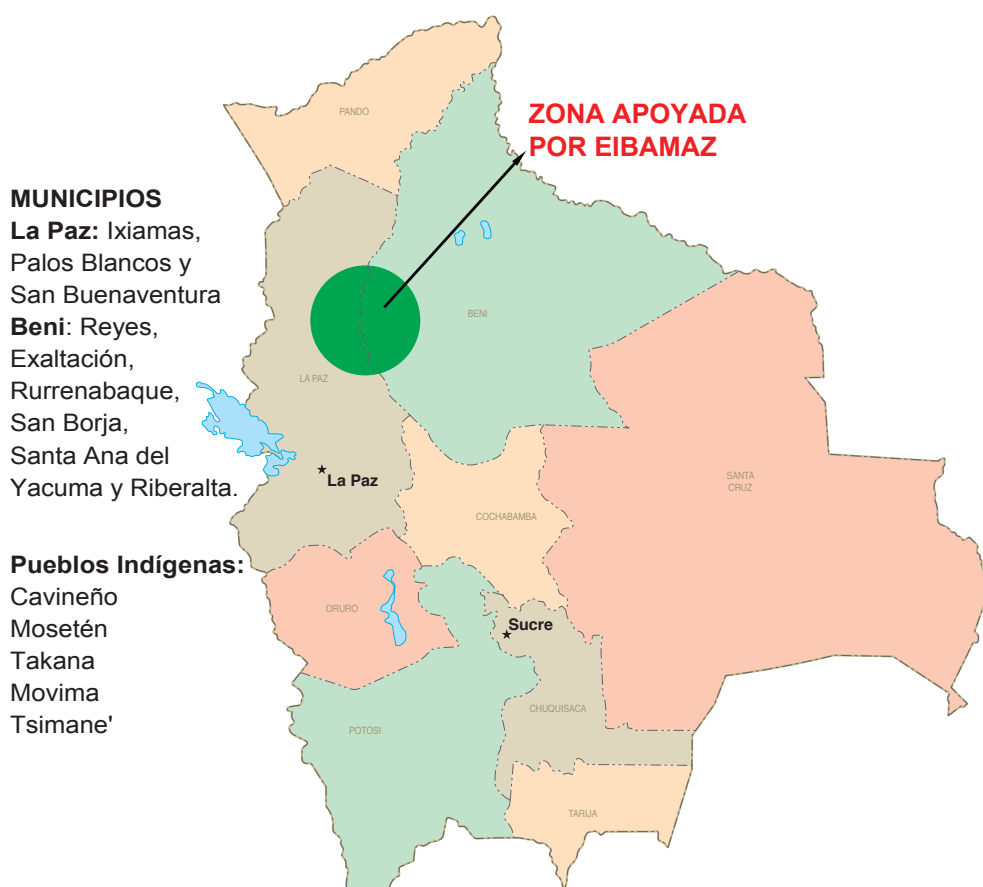 ZONA APOYADA
POR EIBAMAZ
MUNICIPIOS
La Paz: Ixiamas,
Palos Blancos y
San Buenaventura
Beni: Reyes,
Exaltación,
Rurrenabaque,
San Borja,
Santa Ana del
Yacuma y Riberalta.
Pueblos Indígenas:
Cavineño
Mosetén
Takana
Movima
Tsimane'
PANDO
BENI
LA PAZ
La Paz
SANTA
CRUZ
COCHABAMBA
ORURO
Sucre
CHUQUISACA
POTOSI
TARIJA